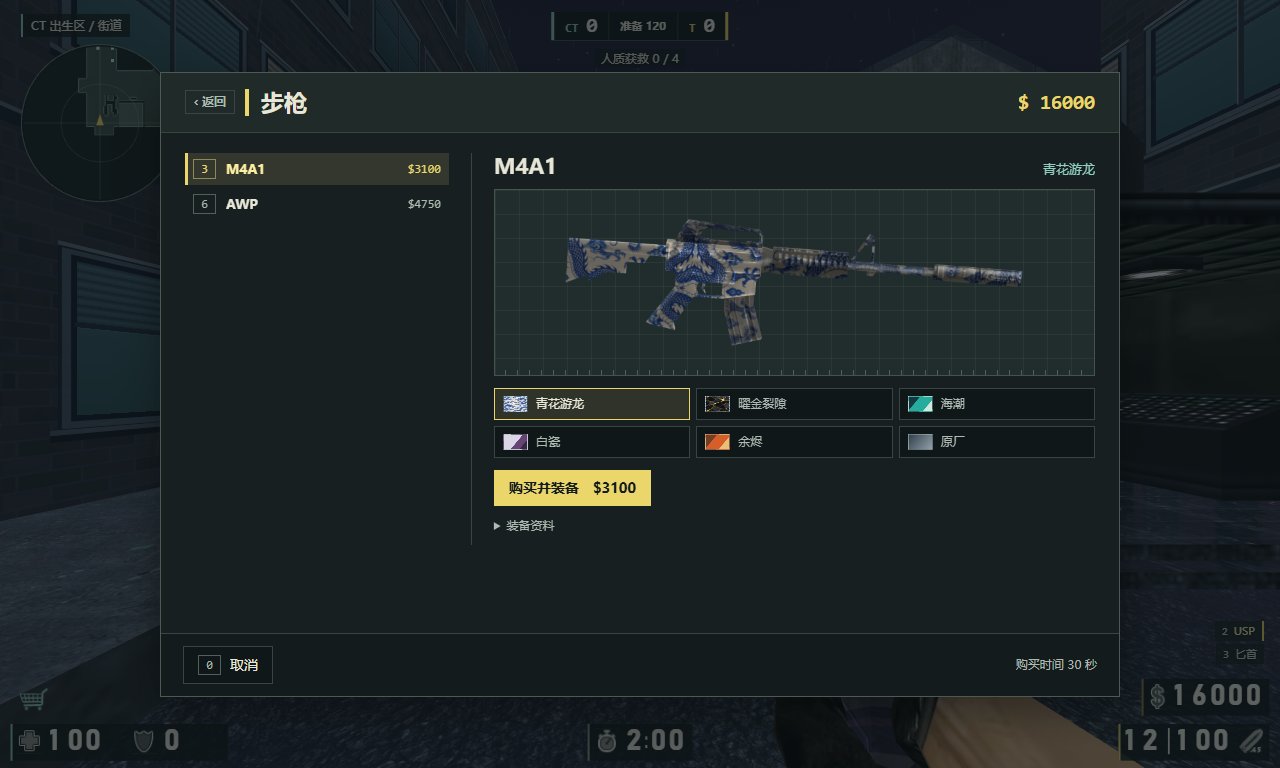 CT 出生区 / 街道
CT 0 准备 120 T 0
人质获救 0 / 4
H
‹ 返回 步枪 $ 16000
3 M4A1 $3100
6 AWP $4750
M4A1 青花游龙
青花游龙 曜金裂隙 海潮
白瓷 余烬 原厂
购买并装备 $3100
▶ 装备资料
0 取消 购买时间 30 秒
2 USP
3 匕首
$ 16000
100 0 2:00 12|100 .45